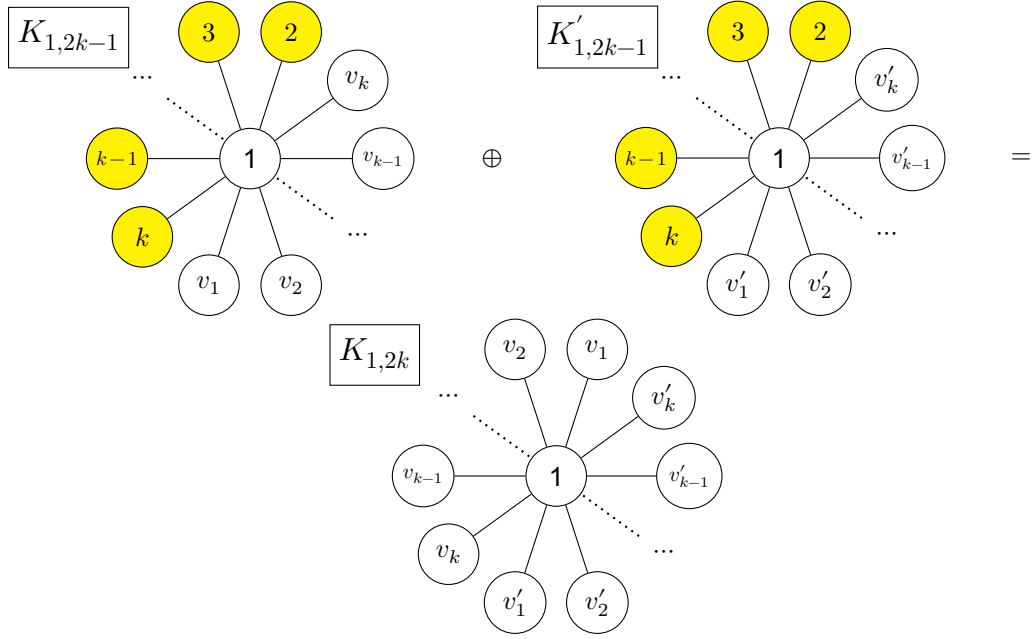 K_{1,2k−1}
3
2
...
v_k
k−1
1
v_{k−1}
k
...
v_1
v_2
⊕
K'_{1,2k−1}
3
2
...
v'_k
k−1
1
v'_{k−1}
k
...
v'_1
v'_2
=
K_{1,2k}
v_2
v_1
...
v'_k
v_{k−1}
1
v'_{k−1}
v_k
...
v'_1
v'_2